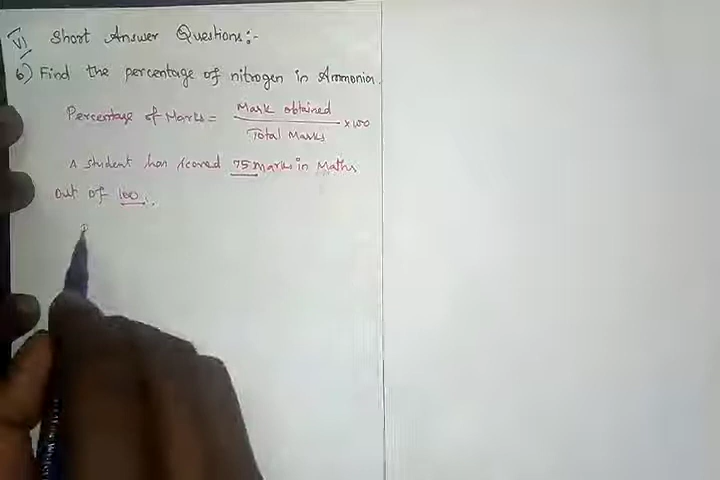 VI Short Answer Questions:-
6) Find the percentage of nitrogen in Ammonia.
Percentage of Marks = Mark obtained / Total Marks × 100
A student has scored 75 marks in Maths
out of 100.